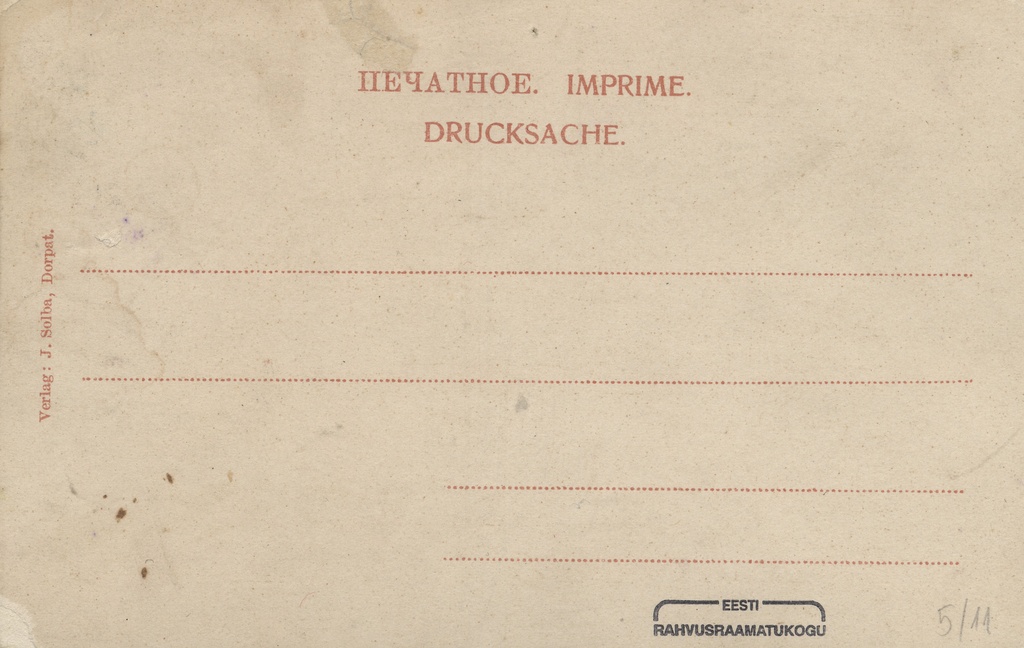 ПЕЧАТНОЕ. IMPRIME.
DRUCKSACHE.
Verlag: J. Solba, Dorpat.
EESTI
RAHVUSRAAMATUKOGU
5/11